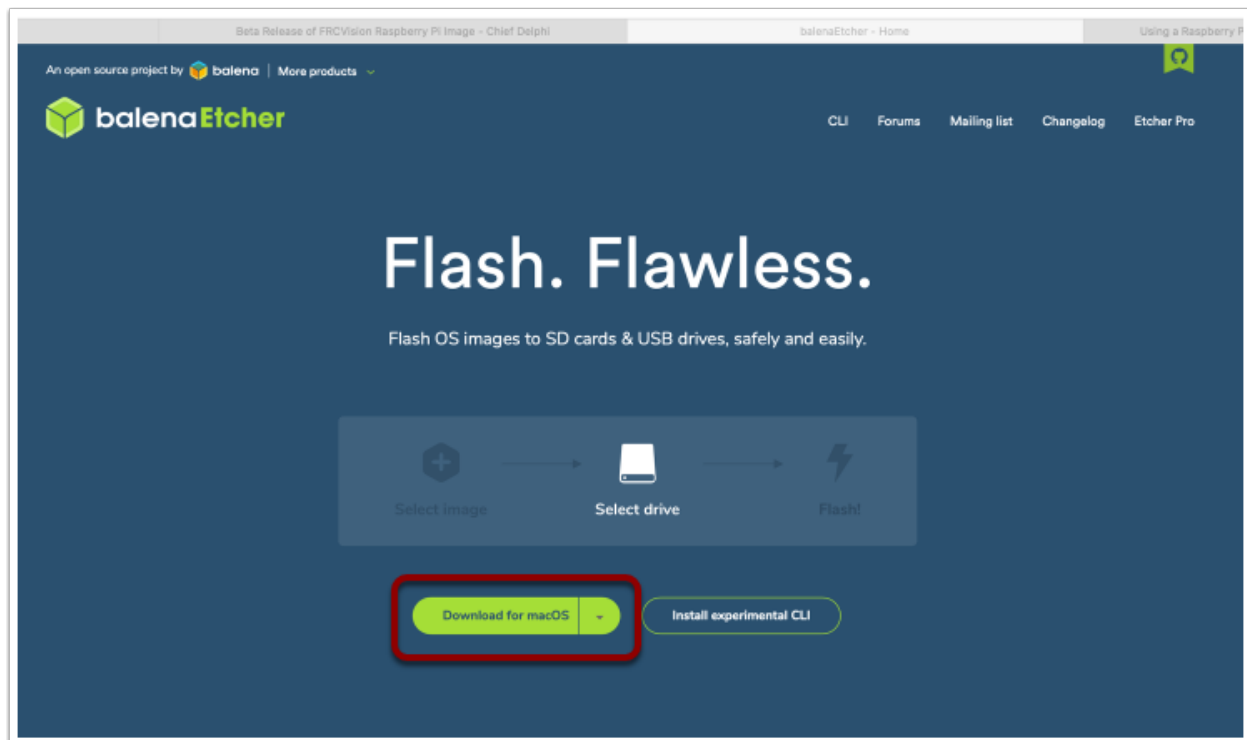 Beta Release of FRCVision Raspberry Pi Image - Chief Delphi
balenaEtcher - Home
Using a Raspberry P
An open source project by balena | More products
balenaEtcher
CLI
Forums
Mailing list
Changelog
Etcher Pro
Flash. Flawless.
Flash OS images to SD cards & USB drives, safely and easily.
Select image
Select drive
Flash!
Download for macOS
Install experimental CLI